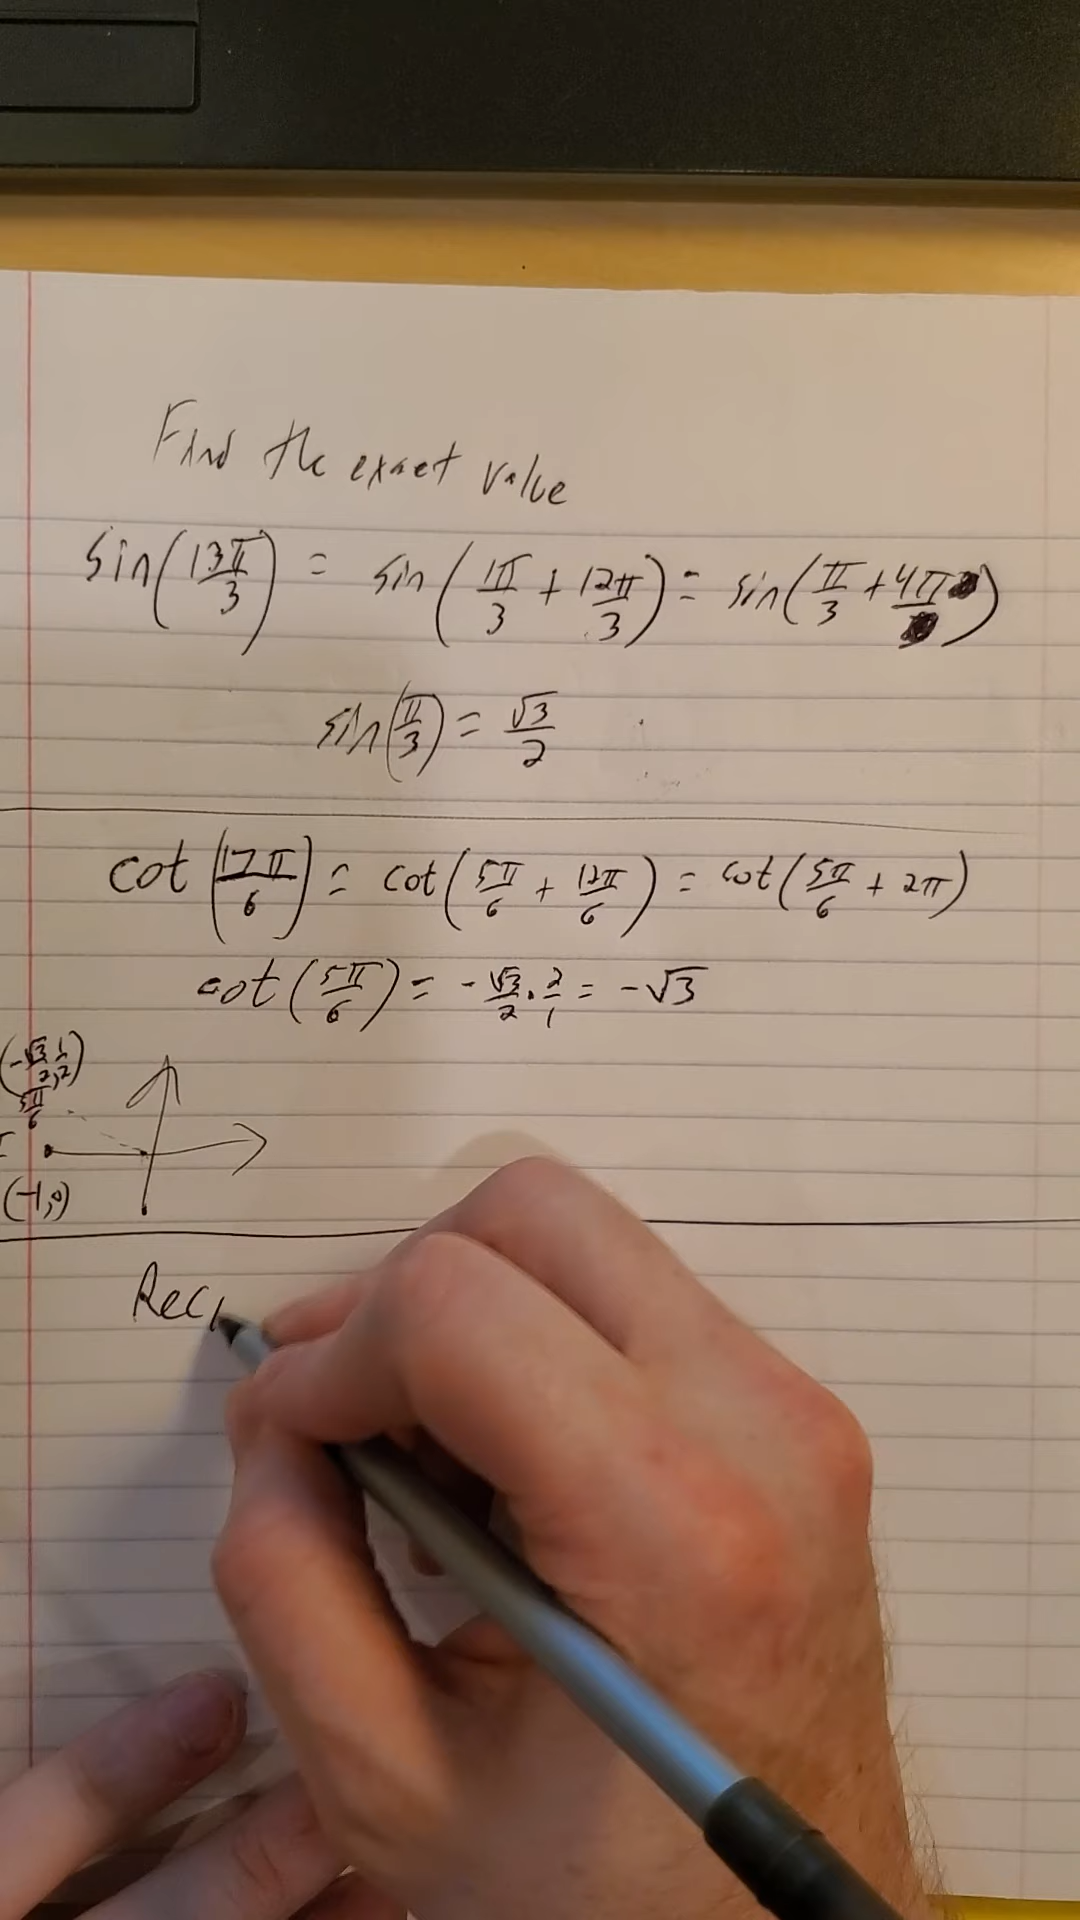 Find the exact value
sin(13π/3) = sin(1π/3 + 12π/3) = sin(π/3 + 4π)
sin(π/3) = √3/2
cot(17π/6) = cot(5π/6 + 12π/6) = cot(5π/6 + 2π)
cot(5π/6) = -√3/2 · 2/1 = -√3
(-√3/2, 1/2)
5π/6
(-1,0)
Rec